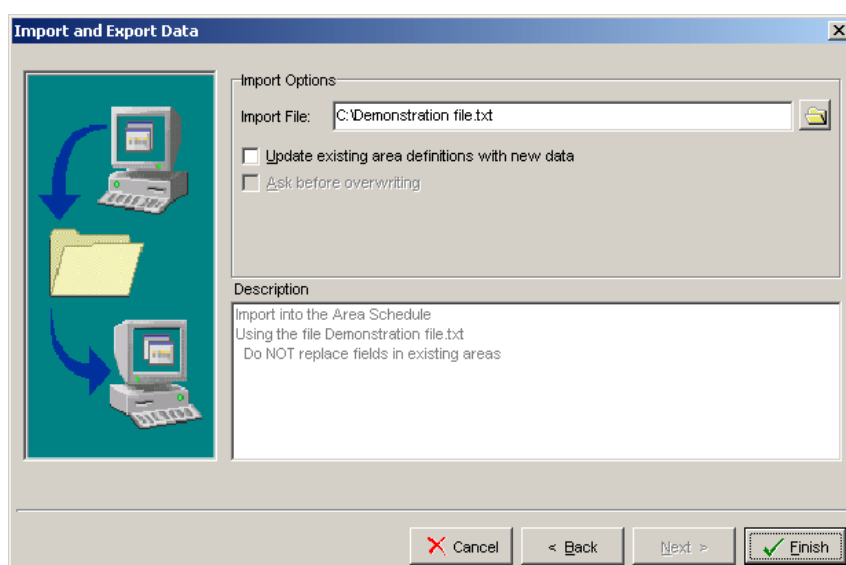 Import and Export Data
Import Options
Import File: C:\Demonstration file.txt
Update existing area definitions with new data
Ask before overwriting
Description
Import into the Area Schedule
Using the file Demonstration file.txt
Do NOT replace fields in existing areas
Cancel < Back Next > Finish